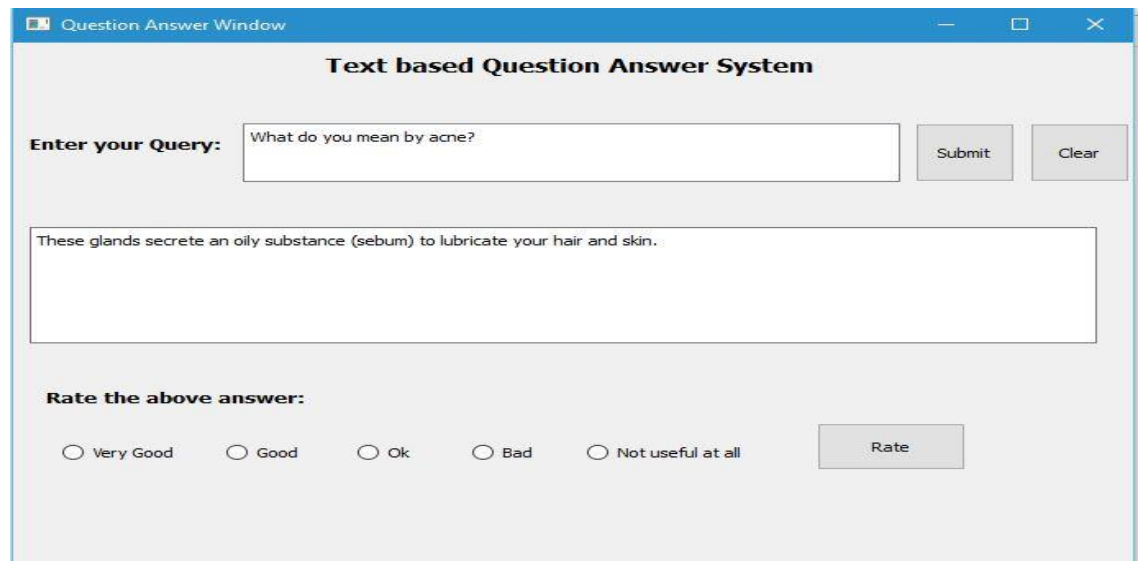 Question Answer Window
Text based Question Answer System
Enter your Query: What do you mean by acne? Submit Clear
These glands secrete an oily substance (sebum) to lubricate your hair and skin.
Rate the above answer:
Very Good Good Ok Bad Not useful at all Rate